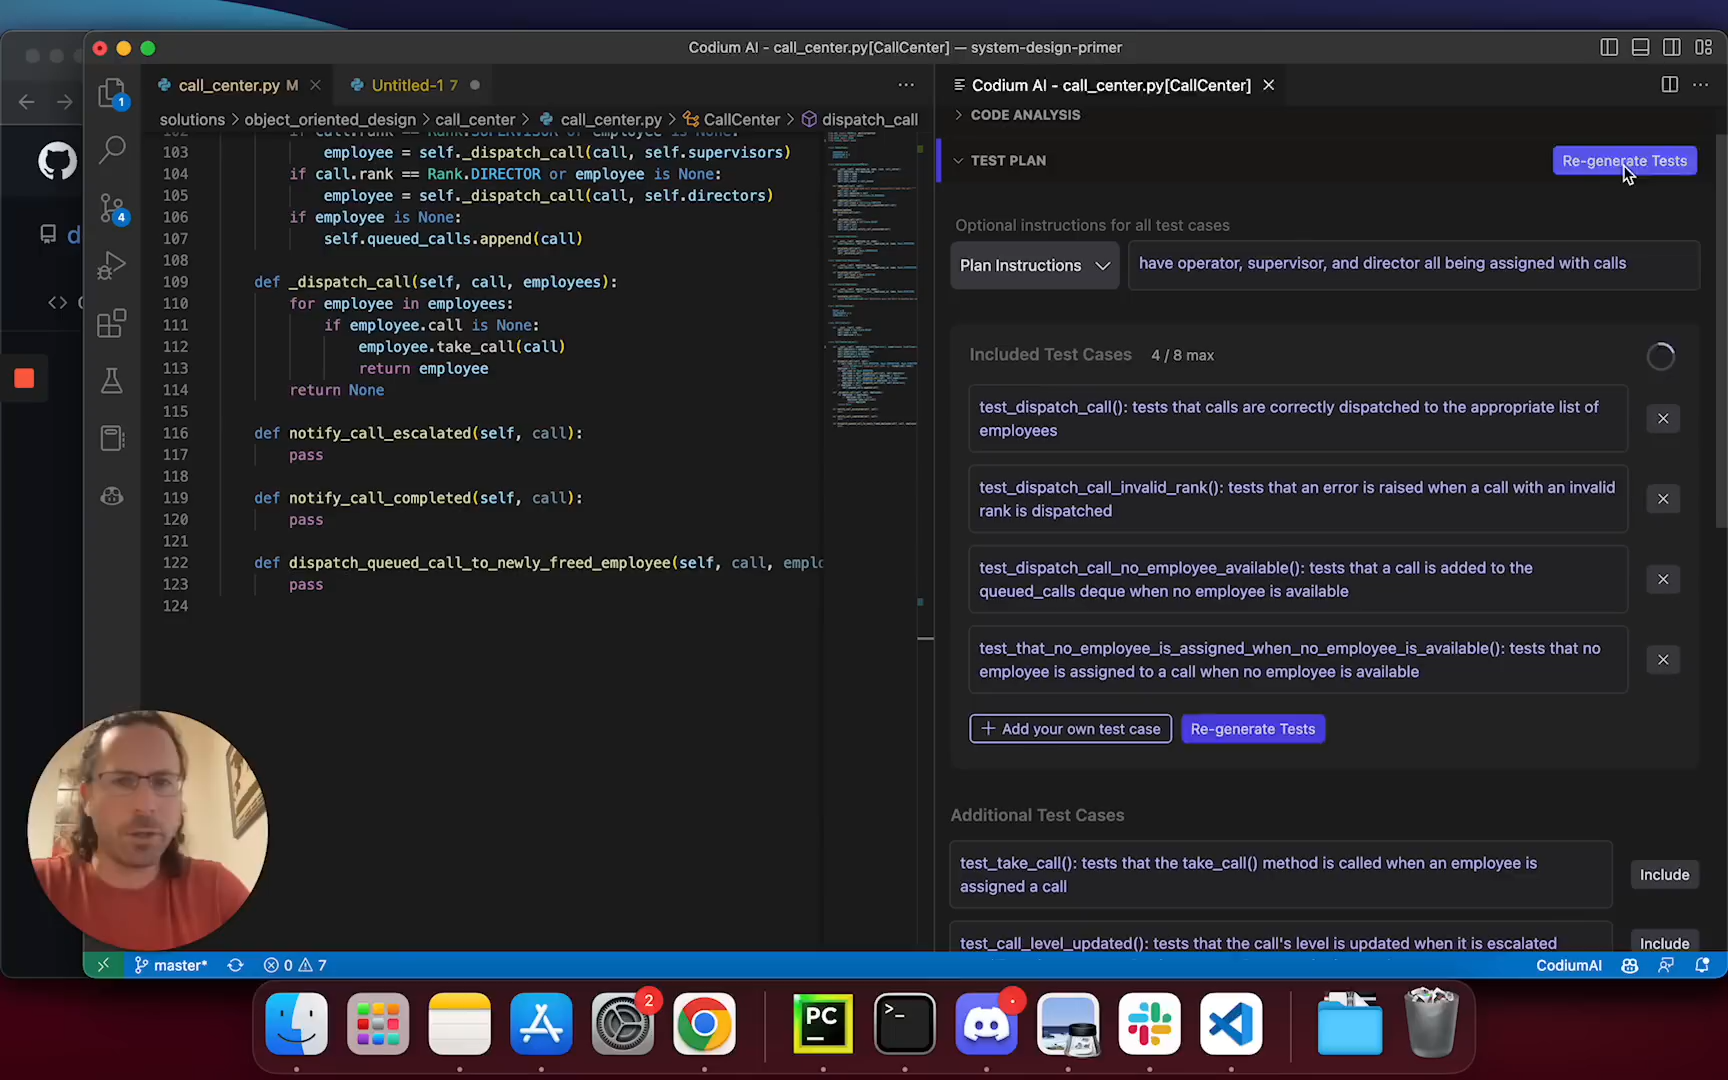 Codium AI - call_center.py[CallCenter] — system-design-primer
call_center.py M
Untitled-1 7
Codium AI - call_center.py[CallCenter]
solutions > object_oriented_design > call_center > call_center.py > CallCenter > dispatch_call
CODE ANALYSIS
TEST PLAN
Re-generate Tests
103 employee = self._dispatch_call(call, self.supervisors)
104 if call.rank == Rank.DIRECTOR or employee is None:
105 employee = self._dispatch_call(call, self.directors)
106 if employee is None:
107 self.queued_calls.append(call)
108
109 def _dispatch_call(self, call, employees):
110 for employee in employees:
111 if employee.call is None:
112 employee.take_call(call)
113 return employee
114 return None
115
116 def notify_call_escalated(self, call):
117 pass
118
119 def notify_call_completed(self, call):
120 pass
121
122 def dispatch_queued_call_to_newly_freed_employee(self, call, emplo
123 pass
124
Optional instructions for all test cases
Plan Instructions
have operator, supervisor, and director all being assigned with calls
Included Test Cases 4 / 8 max
test_dispatch_call(): tests that calls are correctly dispatched to the appropriate list of
employees
test_dispatch_call_invalid_rank(): tests that an error is raised when a call with an invalid
rank is dispatched
test_dispatch_call_no_employee_available(): tests that a call is added to the
queued_calls deque when no employee is available
test_that_no_employee_is_assigned_when_no_employee_is_available(): tests that no
employee is assigned to a call when no employee is available
+ Add your own test case
Re-generate Tests
Additional Test Cases
test_take_call(): tests that the take_call() method is called when an employee is
assigned a call
Include
test_call_level_updated(): tests that the call's level is updated when it is escalated
Include
1
4
d
master*
0 7
CodiumAI
2
PC